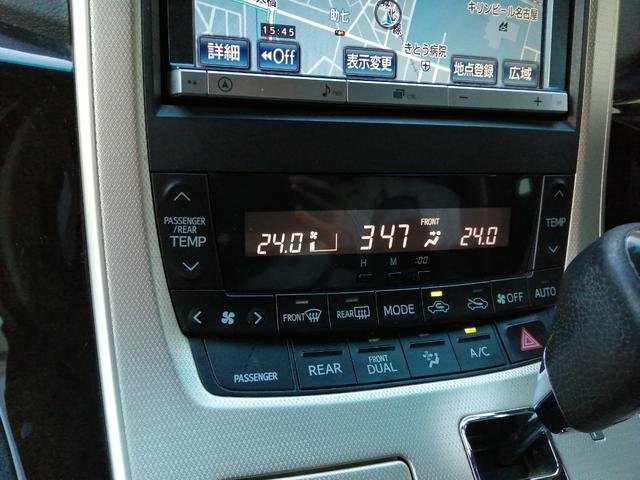 助七
キリンビール名古屋
15:45
きとう病院
詳細
◀◀Off
表示変更
地点登録
広域
− +
PASSENGER
/REAR
TEMP
24.0
347
FRONT
24.0
TEMP
H M :00
FRONT
REAR
MODE
OFF
AUTO
PASSENGER
REAR
FRONT
DUAL
A/C